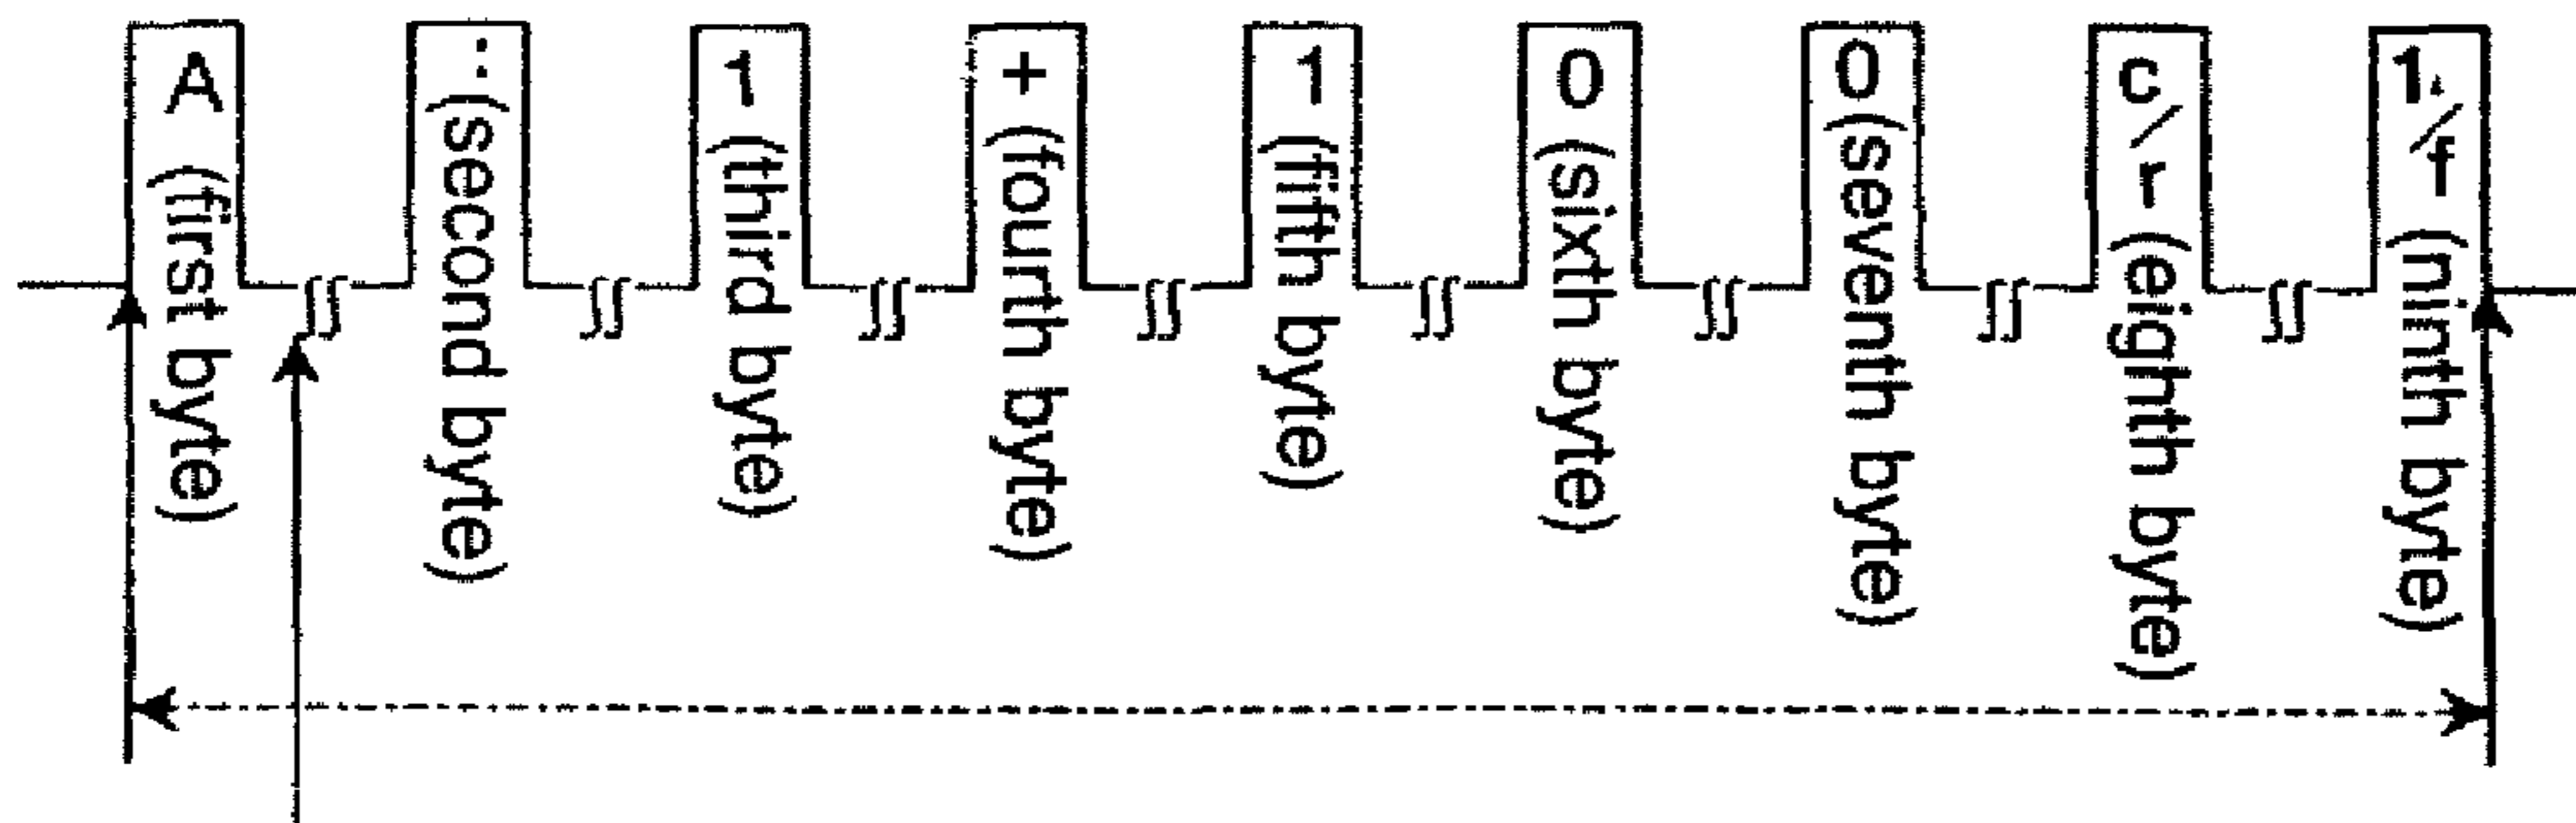 A (first byte)
: (second byte)
1 (third byte)
+ (fourth byte)
1 (fifth byte)
0 (sixth byte)
0 (seventh byte)
c/r (eighth byte)
1/f (ninth byte)